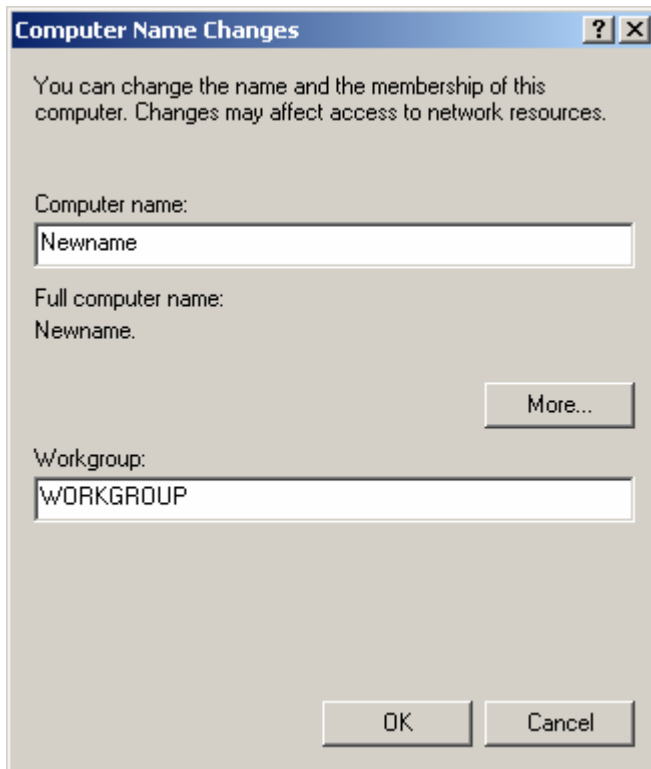 Computer Name Changes
You can change the name and the membership of this
computer. Changes may affect access to network resources.
Computer name:
Newname
Full computer name:
Newname.
More...
Workgroup:
WORKGROUP
OK Cancel